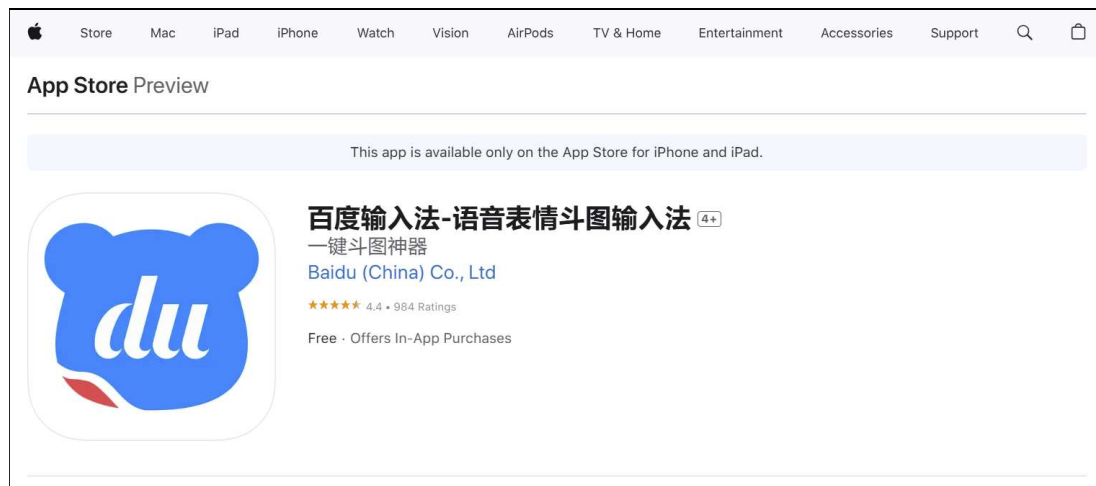 Store Mac iPad iPhone Watch Vision AirPods TV & Home Entertainment Accessories Support
App Store Preview
This app is available only on the App Store for iPhone and iPad.
百度输入法-语音表情斗图输入法 4+
一键斗图神器
Baidu (China) Co., Ltd
★★★★★ 4.4 • 984 Ratings
Free · Offers In-App Purchases
du